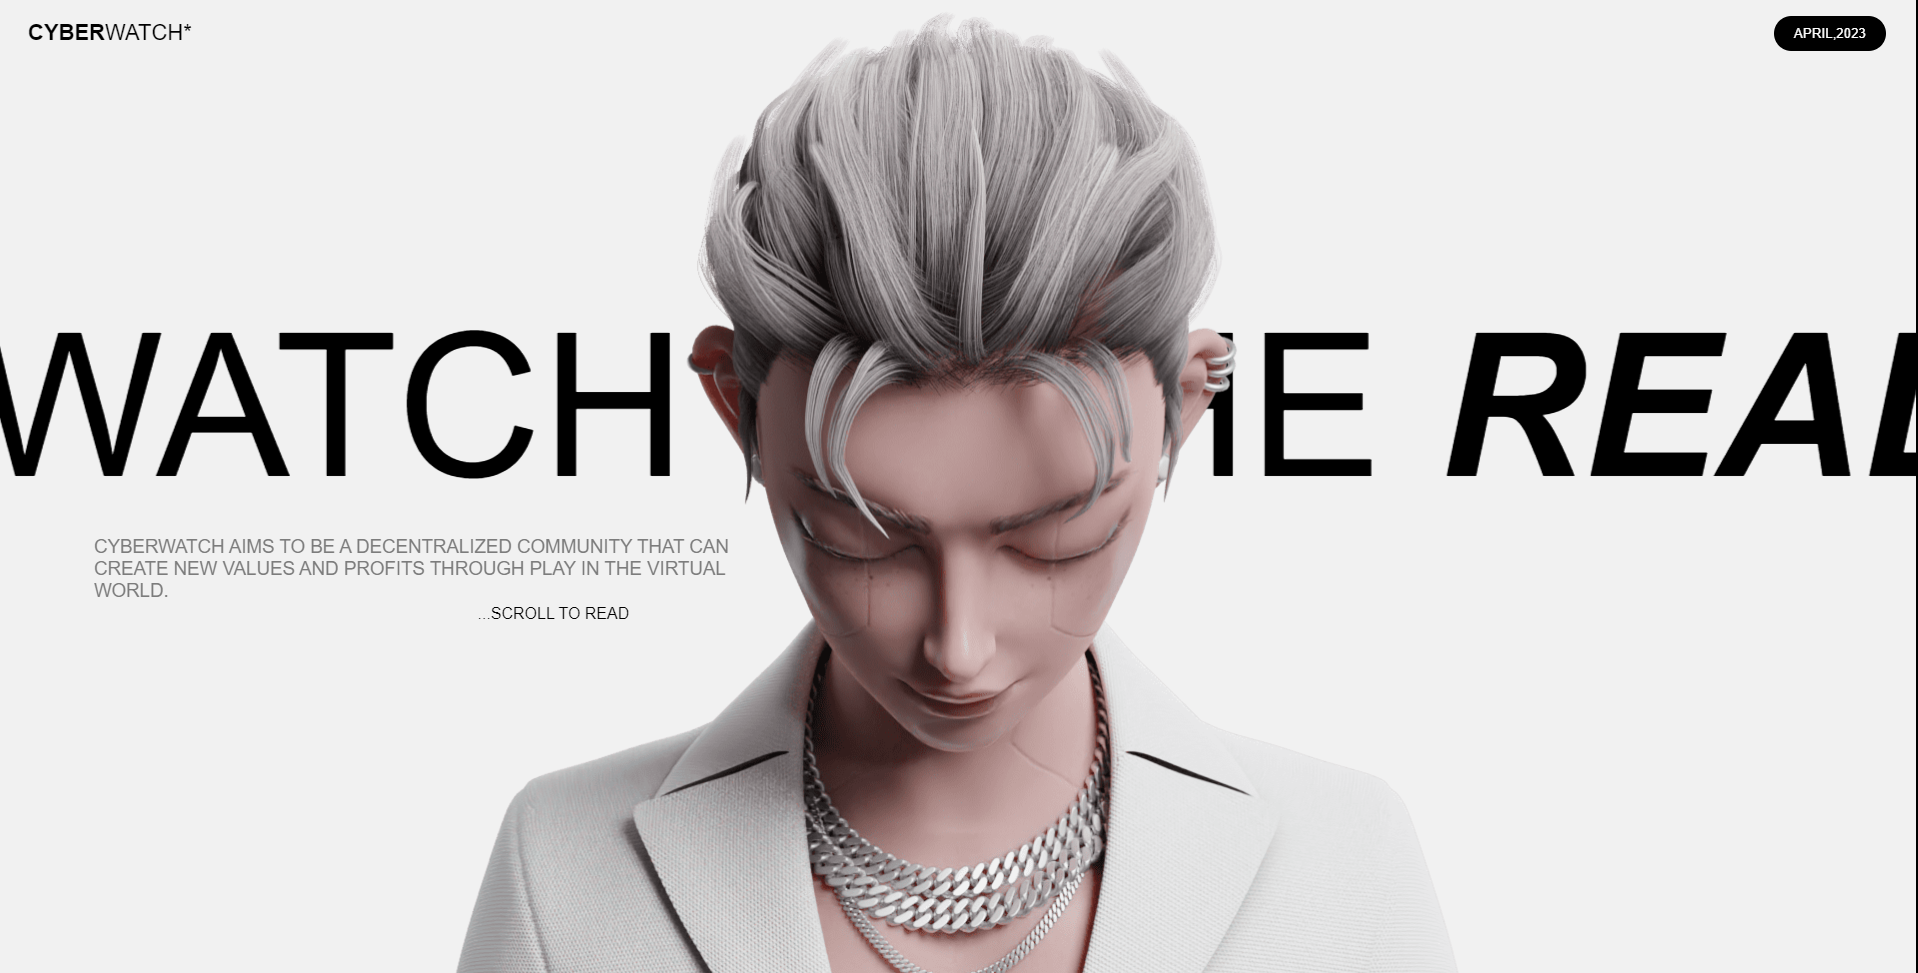 CYBERWATCH*
APRIL,2023
WATCH HE REAL
CYBERWATCH AIMS TO BE A DECENTRALIZED COMMUNITY THAT CAN
CREATE NEW VALUES AND PROFITS THROUGH PLAY IN THE VIRTUAL
WORLD.
...SCROLL TO READ